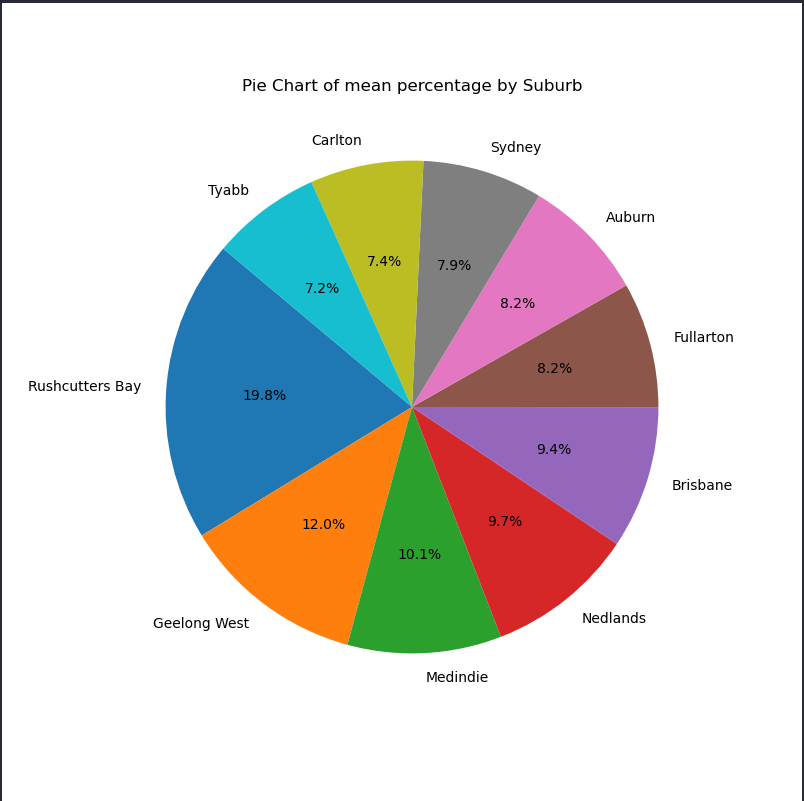 Pie Chart of mean percentage by Suburb
Carlton
Sydney
Tyabb
Auburn
7.4%
7.9%
7.2%
8.2%
Fullarton
8.2%
Rushcutters Bay
19.8%
9.4%
Brisbane
12.0%
9.7%
10.1%
Geelong West
Nedlands
Medindie